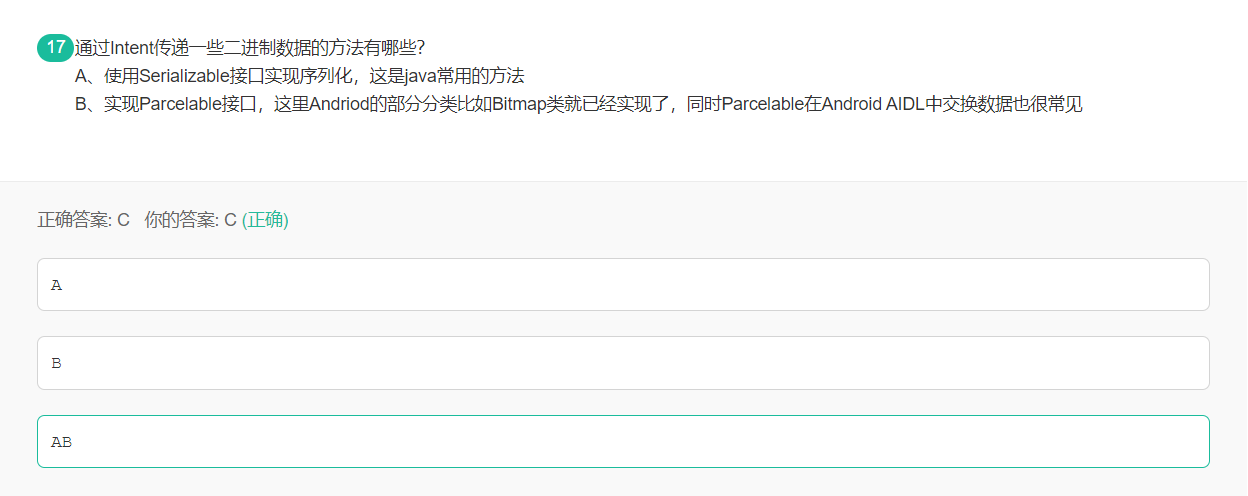 17 通过Intent传递一些二进制数据的方法有哪些?
A、使用Serializable接口实现序列化，这是java常用的方法
B、实现Parcelable接口，这里Andriod的部分分类比如Bitmap类就已经实现了，同时Parcelable在Android AIDL中交换数据也很常见
正确答案: C 你的答案: C (正确)
A
B
AB